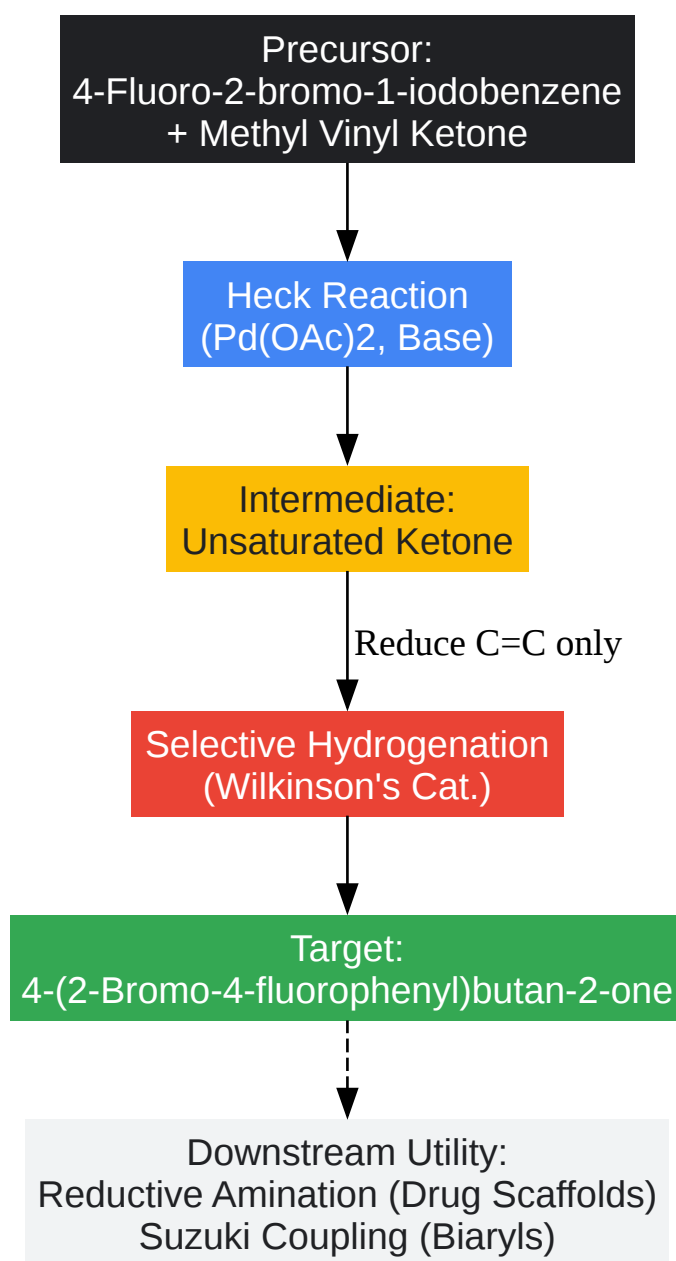 Precursor:
4-Fluoro-2-bromo-1-iodobenzene
+ Methyl Vinyl Ketone
Heck Reaction
(Pd(OAc)2, Base)
Intermediate:
Unsaturated Ketone
Reduce C=C only
Selective Hydrogenation
(Wilkinson's Cat.)
Target:
4-(2-Bromo-4-fluorophenyl)butan-2-one
Downstream Utility:
Reductive Amination (Drug Scaffolds)
Suzuki Coupling (Biaryls)